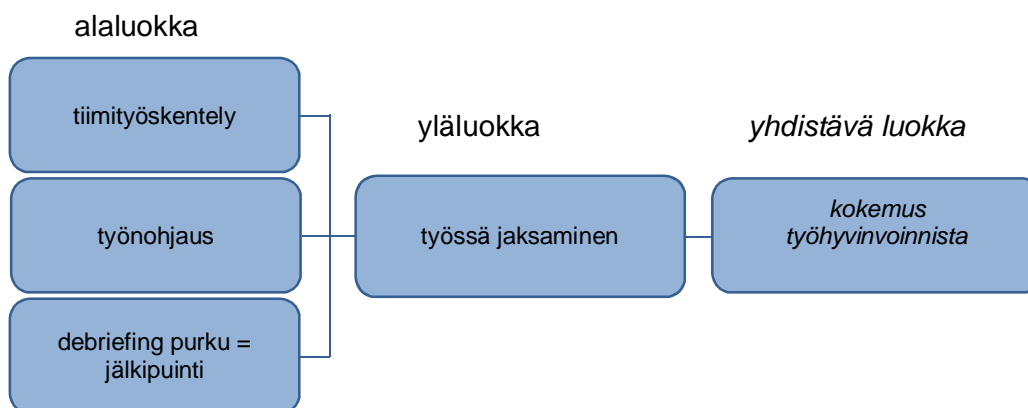 alaluokka
tiimityöskentely
työnohjaus
debriefing purku =
jälkipuinti
yläluokka
työssä jaksaminen
yhdistävä luokka
kokemus
työhyvinvoinnista